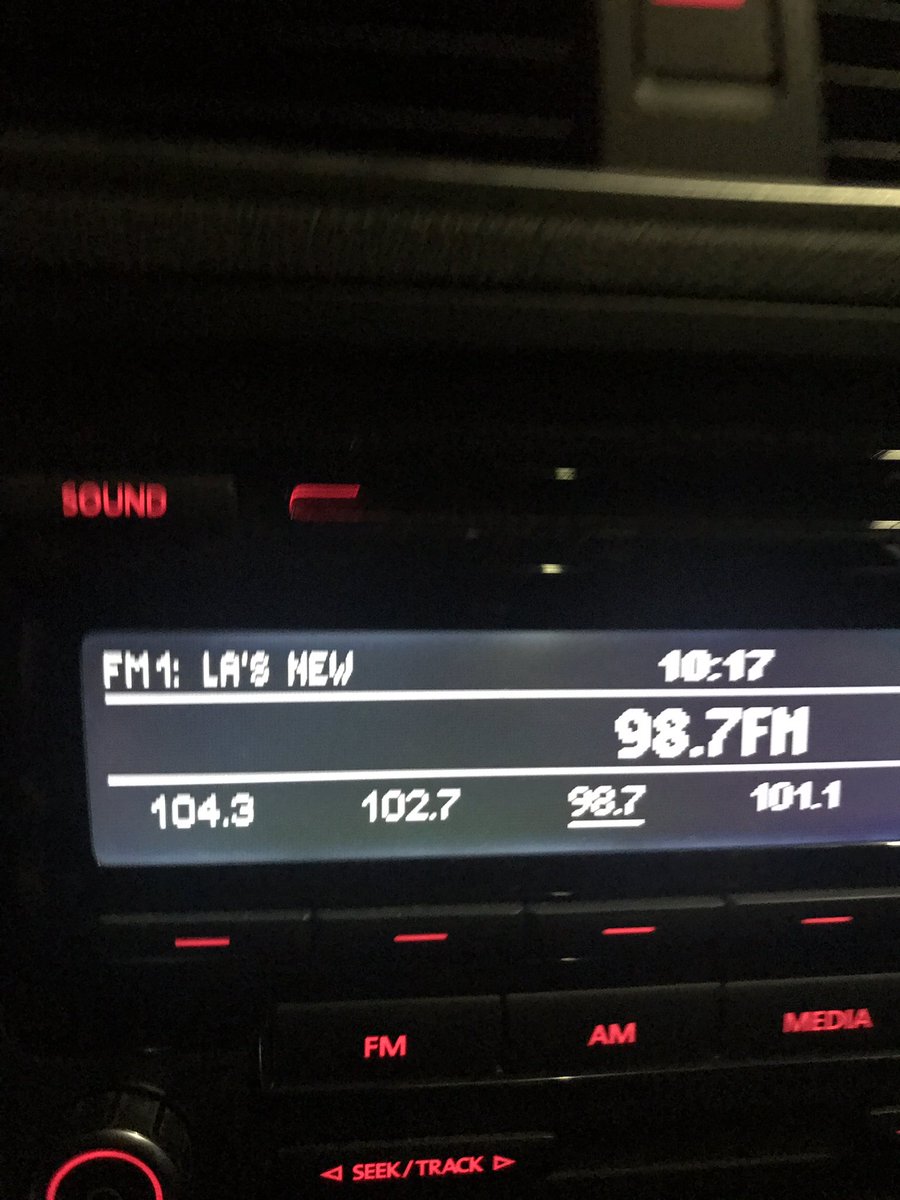 SOUND
FM1: LA'S NEW 10:17
98.7FM
104.3 102.7 98.7 101.1
FM AM MEDIA
SEEK/TRACK